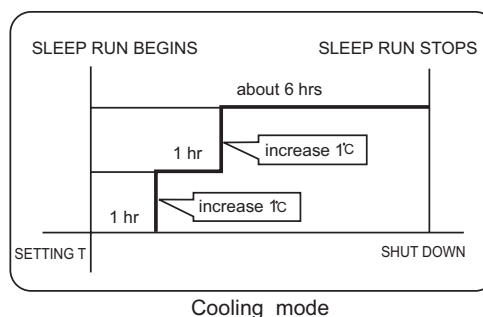 SLEEP RUN BEGINS
SLEEP RUN STOPS
about 6 hrs
1 hr
increase 1℃
1 hr
increase 1℃
SETTING T
SHUT DOWN
Cooling mode